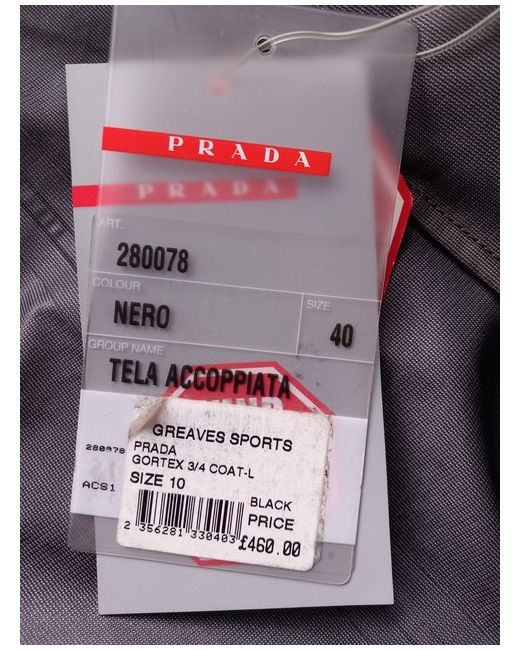 PRADA
PRADA
ART.
280078
COLOUR
NERO
SIZE
40
GROUP NAME
TELA ACCOPPIATA
GREAVES SPORTS
PRADA
GORTEX 3/4 COAT-L
SIZE 10
BLACK
PRICE
2 356281 330403
£460.00
280978
ACS1